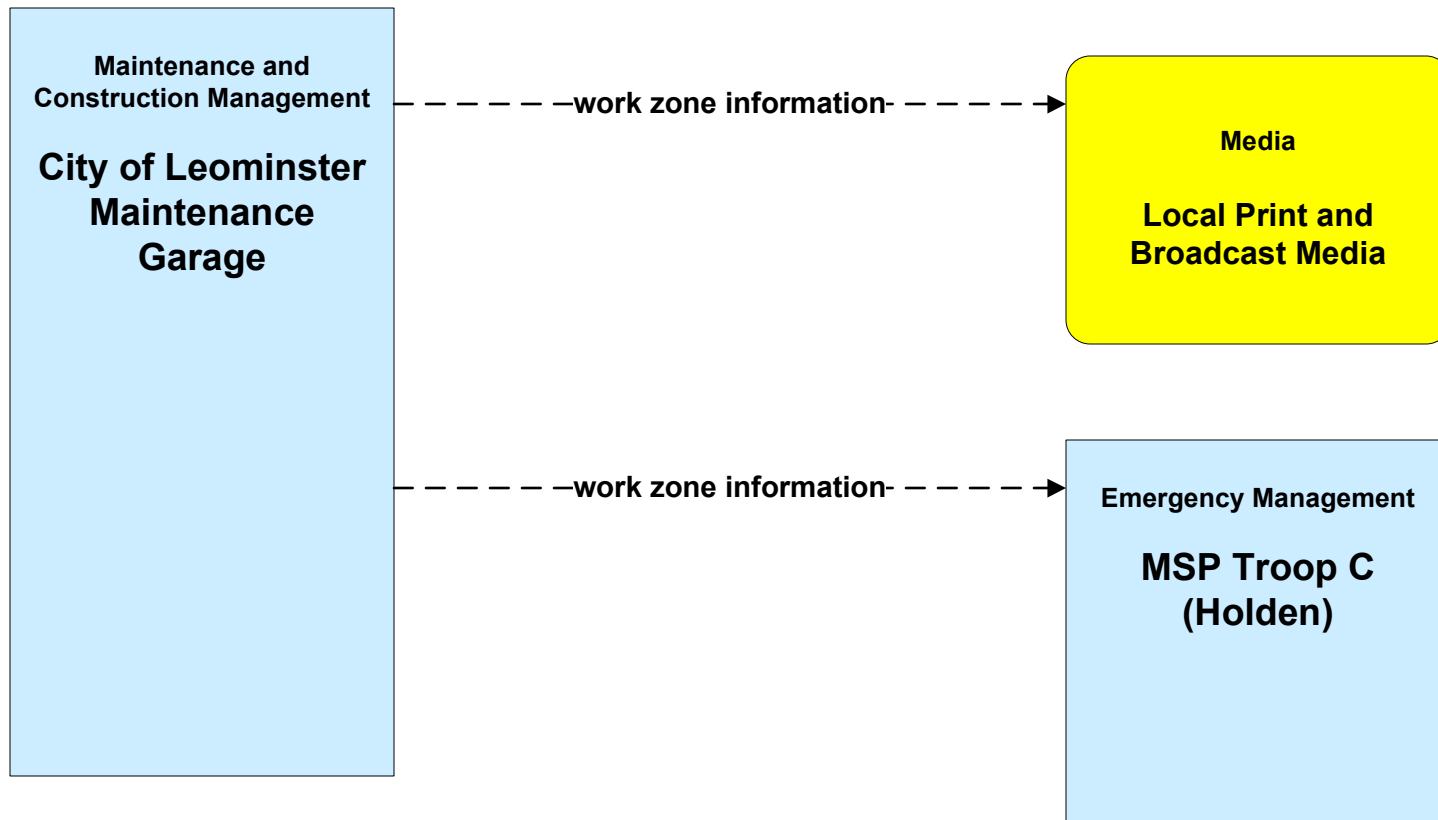 Maintenance and
Construction Management
City of Leominster
Maintenance
Garage
work zone information
Media
Local Print and
Broadcast Media
work zone information
Emergency Management
MSP Troop C
(Holden)